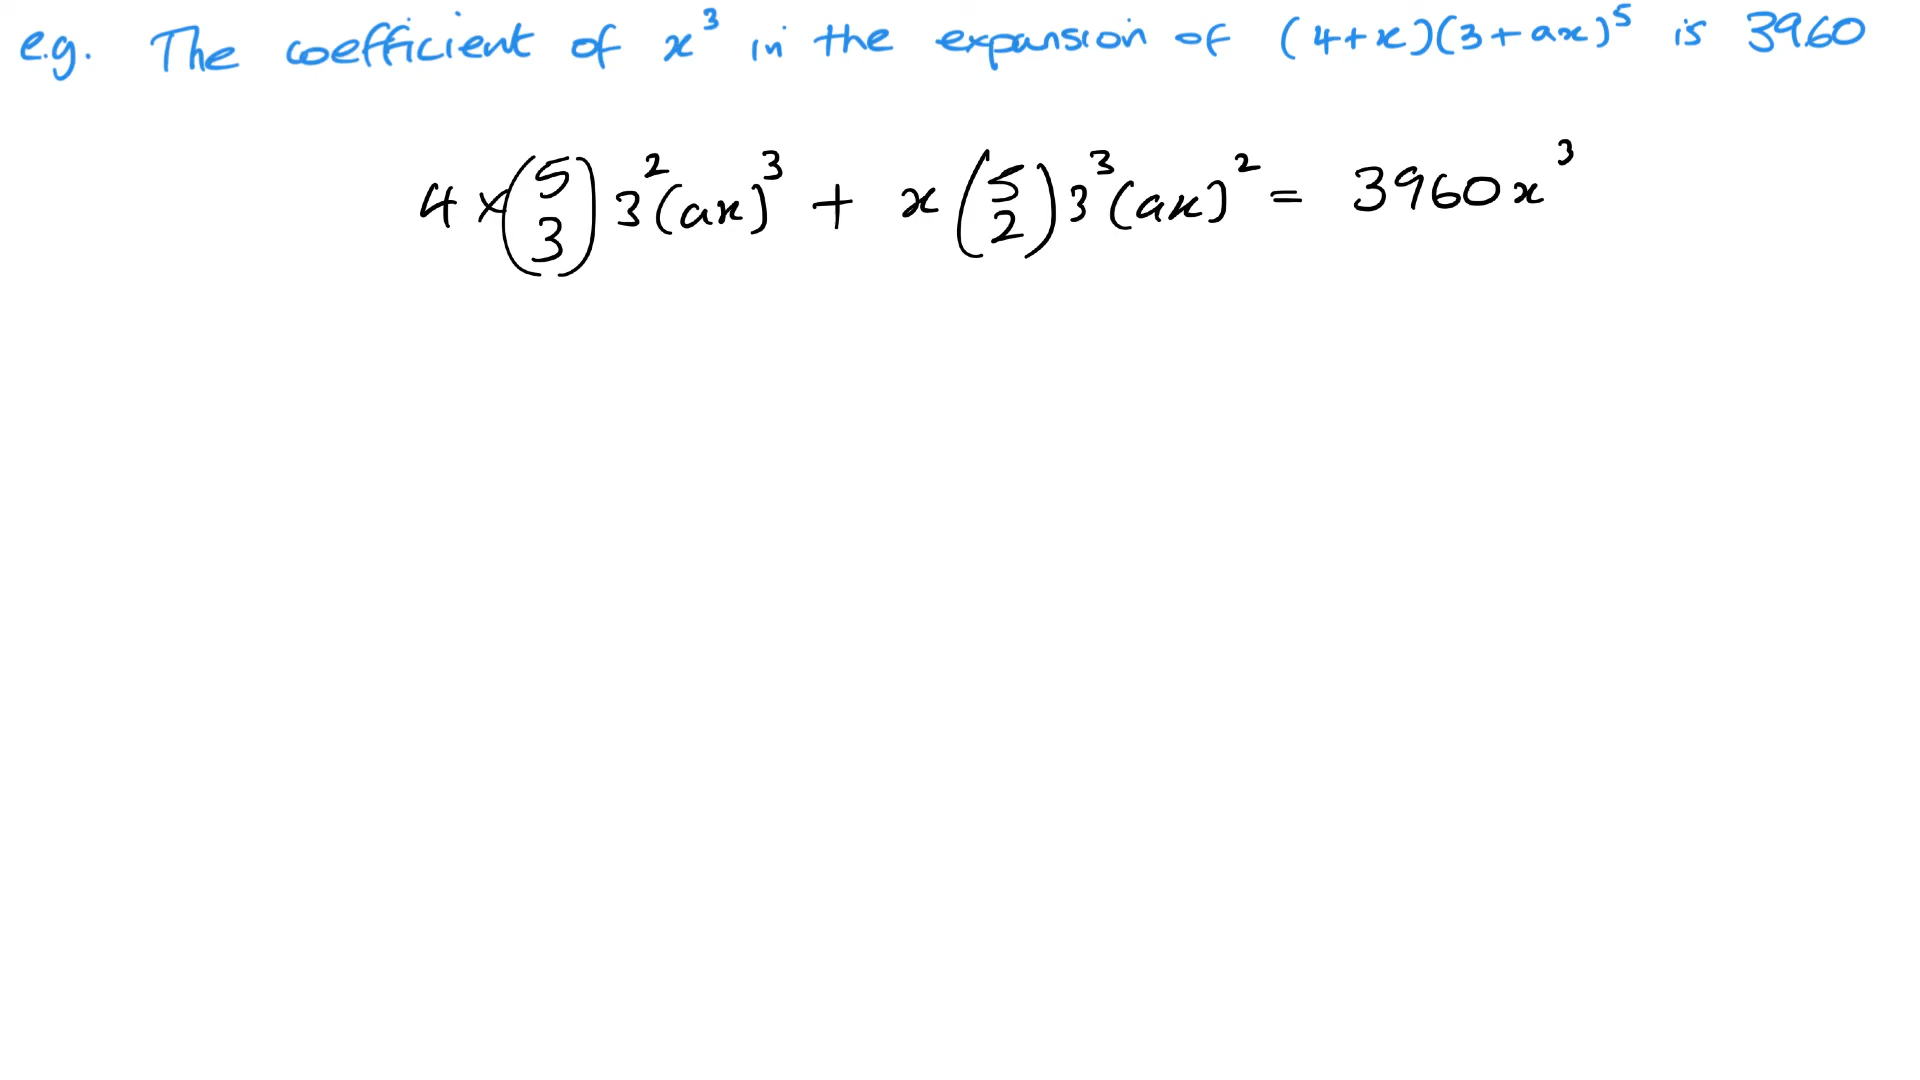 e.g. The coefficient of x³ in the expansion of (4+x)(3+ax)⁵ is 3960
4 × (5 3) 3² (ax)³ + x (5 2) 3³ (ax)² = 3960x³